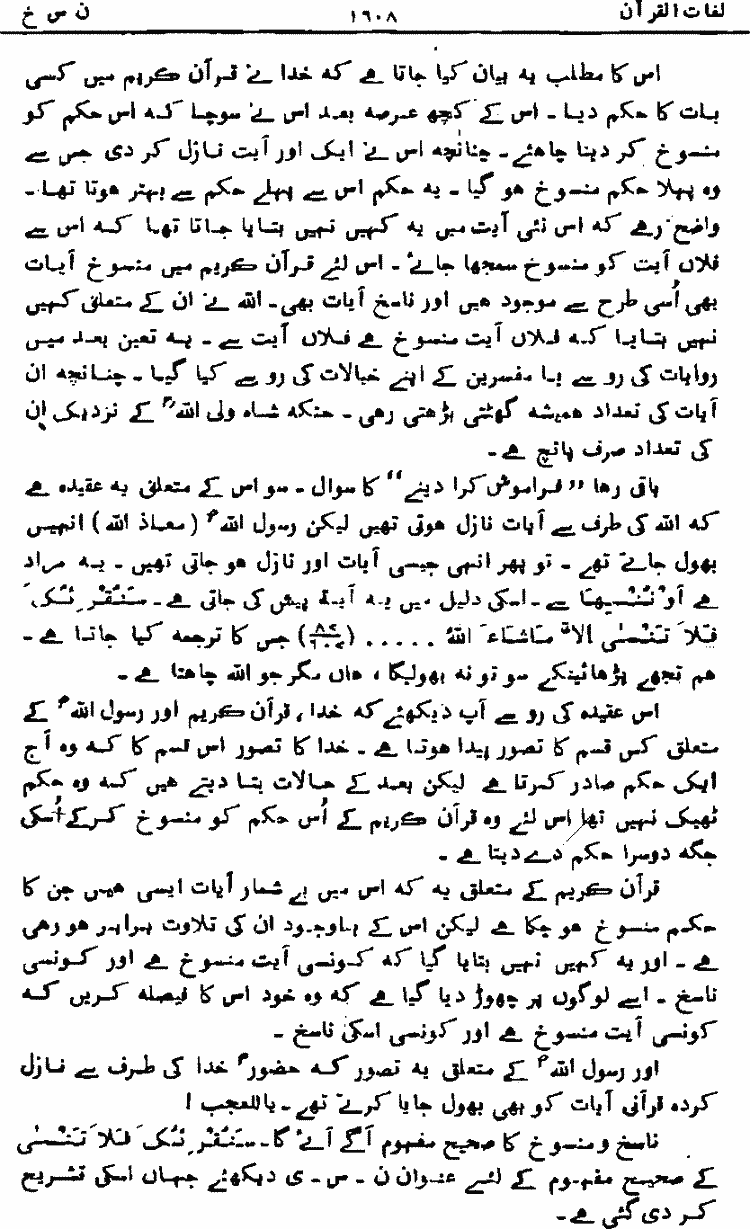 لغات القرآن ۱۶۰۸ ن س خ
اس کا مطلب یہ بیان کیا جاتا ہے کہ خدا نے قرآن کریم میں کسی
بات کا حکم دیا ۔ اس کے کچھ عرصہ بعد اس نے سوچا کہ اس حکم کو
منسوخ کر دینا چاھئے ۔ چنانچہ اس نے ایک اور آیت نازل کر دی جس سے
وہ پہلا حکم منسوخ ہو گیا ۔ یہ حکم اس سے پہلے حکم سے بہتر ہوتا تھا ۔
واضح رہے کہ اس نئی آیت میں یہ کہیں نہیں بتایا جاتا تھا کہ اس سے
فلاں آیت کو منسوخ سمجھا جائے ۔ اس لئے قرآن کریم میں منسوخ آیات
بھی اُسی طرح سے موجود ہیں اور ناسخ آیات بھی ۔ اللہ نے ان کے متعلق کہیں
نہیں بتایا کہ فلاں آیت منسوخ ہے فلاں آیت سے ۔ یہ تعین بعد میں
روایات کی رو سے یا مفسرین کے اپنے خیالات کی رو سے کیا گیا ۔ چنانچہ ان
آیات کی تعداد ہمیشہ گھٹتی بڑھتی رھی ۔ حتکہ شاہ ولی اللہؒ کے نزدیک ان
کی تعداد صرف پانچ ہے ۔
باقی رہا ”فراموش کرا دینے“ کا سوال ۔ سو اس کے متعلق یہ عقیدہ ہے
کہ اللہ کی طرف سے آیات نازل ہوتی تھیں لیکن رسول اللہؐ (معاذ اللہ) انہیں
بھول جاتے تھے ۔ تو پھر انہی جیسی آیات اور نازل ہو جاتی تھیں ۔ یہ مراد
ہے اَوْ نُنْسِهَا سے ۔ اسکی دلیل میں یہ آیۃ پیش کی جاتی ہے ۔ سَنُقْرِئُکَ
فَلَا تَنْسٰی اِلَّا مَاشَاءَ اللّٰہُ ..... (۸۷/۶-۷) جس کا ترجمہ کیا جاتا ہے ۔
ہم تجھے پڑھائینگے سو تو نہ بھولیگا ، ہاں مگر جو اللہ چاھتا ہے ۔
اس عقیدہ کی رو سے آپ دیکھئے کہ خدا ، قرآن کریم اور رسول اللہؐ کے
متعلق کس قسم کا تصور پیدا ہوتا ہے ۔ خدا کا تصور اس قسم کا کہ وہ آج
ایک حکم صادر کرتا ہے لیکن بعد کے حالات بتا دیتے ہیں کہ وہ حکم
ٹھیک نہیں تھا اس لئے وہ قرآن کریم کے اُس حکم کو منسوخ کرکے اُسکی
جگہ دوسرا حکم دے دیتا ہے ۔
قرآن کریم کے متعلق یہ کہ اس میں بے شمار آیات ایسی ہیں جن کا
حکم منسوخ ہو چکا ہے لیکن اس کے باوجود ان کی تلاوت برابر ہو رھی
ہے ۔ اور یہ کہیں نہیں بتایا گیا کہ کونسی آیت منسوخ ہے اور کونسی
ناسخ ۔ اسے لوگوں پر چھوڑ دیا گیا ہے کہ وہ خود اس کا فیصلہ کریں کہ
کونسی آیت منسوخ ہے اور کونسی اسکی ناسخ ۔
اور رسول اللہؐ کے متعلق یہ تصور کہ حضورؐ خدا کی طرف سے نازل
کردہ قرآنی آیات کو بھی بھول جایا کرتے تھے ۔ یاللعجب !
ناسخ و منسوخ کا صحیح مفہوم آگے آئے گا ۔ سَنُقْرِئُکَ فَلَا تَنْسٰی
کے صحیح مفہوم کے لئے عنوان ن ۔ س ۔ ی دیکھئے جہاں اسکی تشریح
کر دی گئی ہے ۔